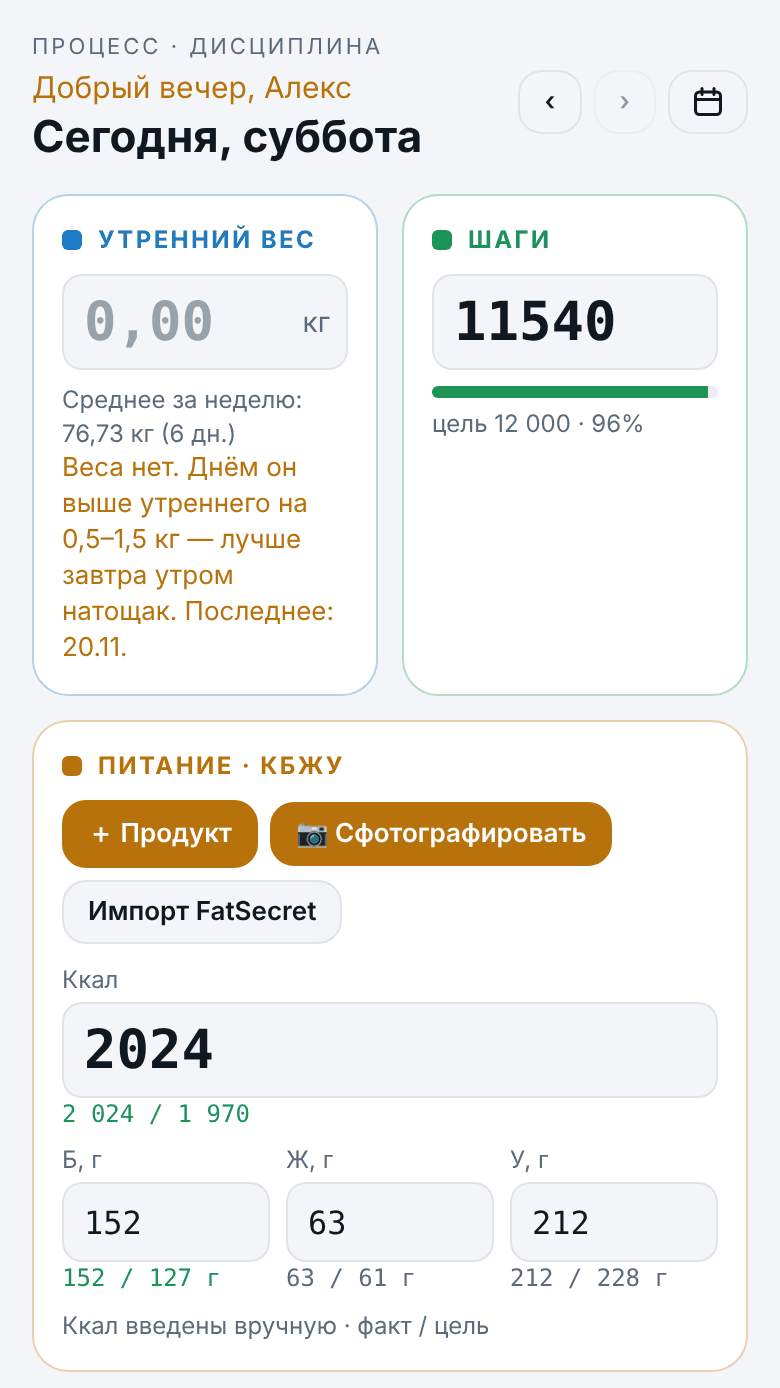 ПРОЦЕСС · ДИСЦИПЛИНА
Добрый вечер, Алекс
Сегодня, суббота
‹
›
УТРЕННИЙ ВЕС
0,00
кг
Среднее за неделю:
76,73 кг (6 дн.)
Веса нет. Днём он
выше утреннего на
0,5–1,5 кг — лучше
завтра утром
натощак. Последнее:
20.11.
ШАГИ
11540
цель 12 000 · 96%
ПИТАНИЕ · КБЖУ
+ Продукт
📷 Сфотографировать
Импорт FatSecret
Ккал
2024
2 024 / 1 970
Б, г
Ж, г
У, г
152
63
212
152 / 127 г
63 / 61 г
212 / 228 г
Ккал введены вручную · факт / цель